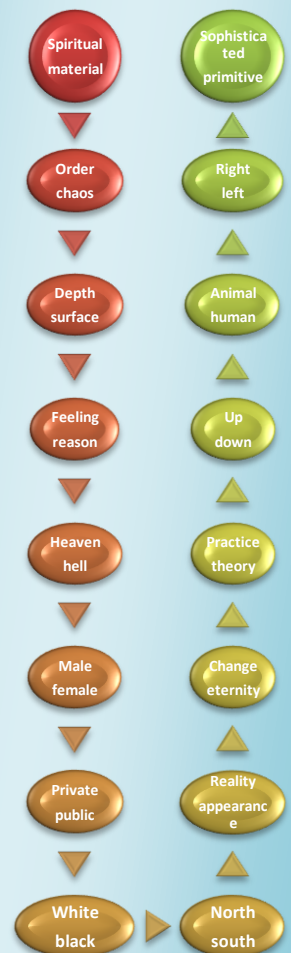 Spiritual
material
Order
chaos
Depth
surface
Feeling
reason
Heaven
hell
Male
female
Private
public
White
black
North
south
Reality
appearanc
e
Change
eternity
Practice
theory
Up
down
Animal
human
Right
left
Sophistica
ted
primitive